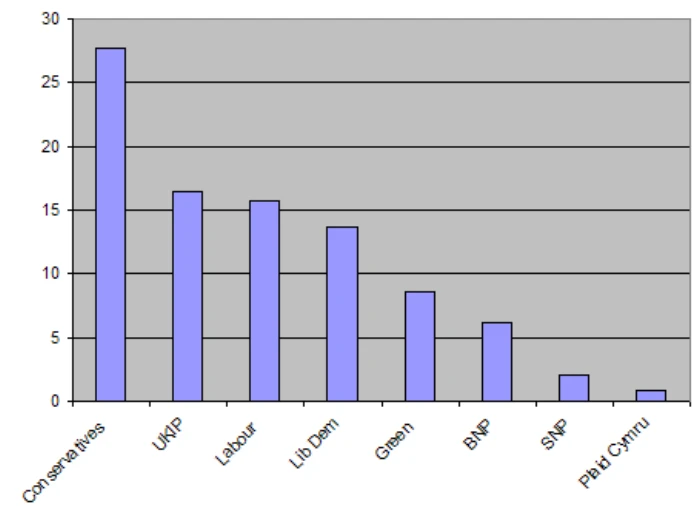 30
25
20
15
10
5
0
Conservatives
UKIP
Labour
Lib Dem
Green
BNP
SNP
Plaid Cymru